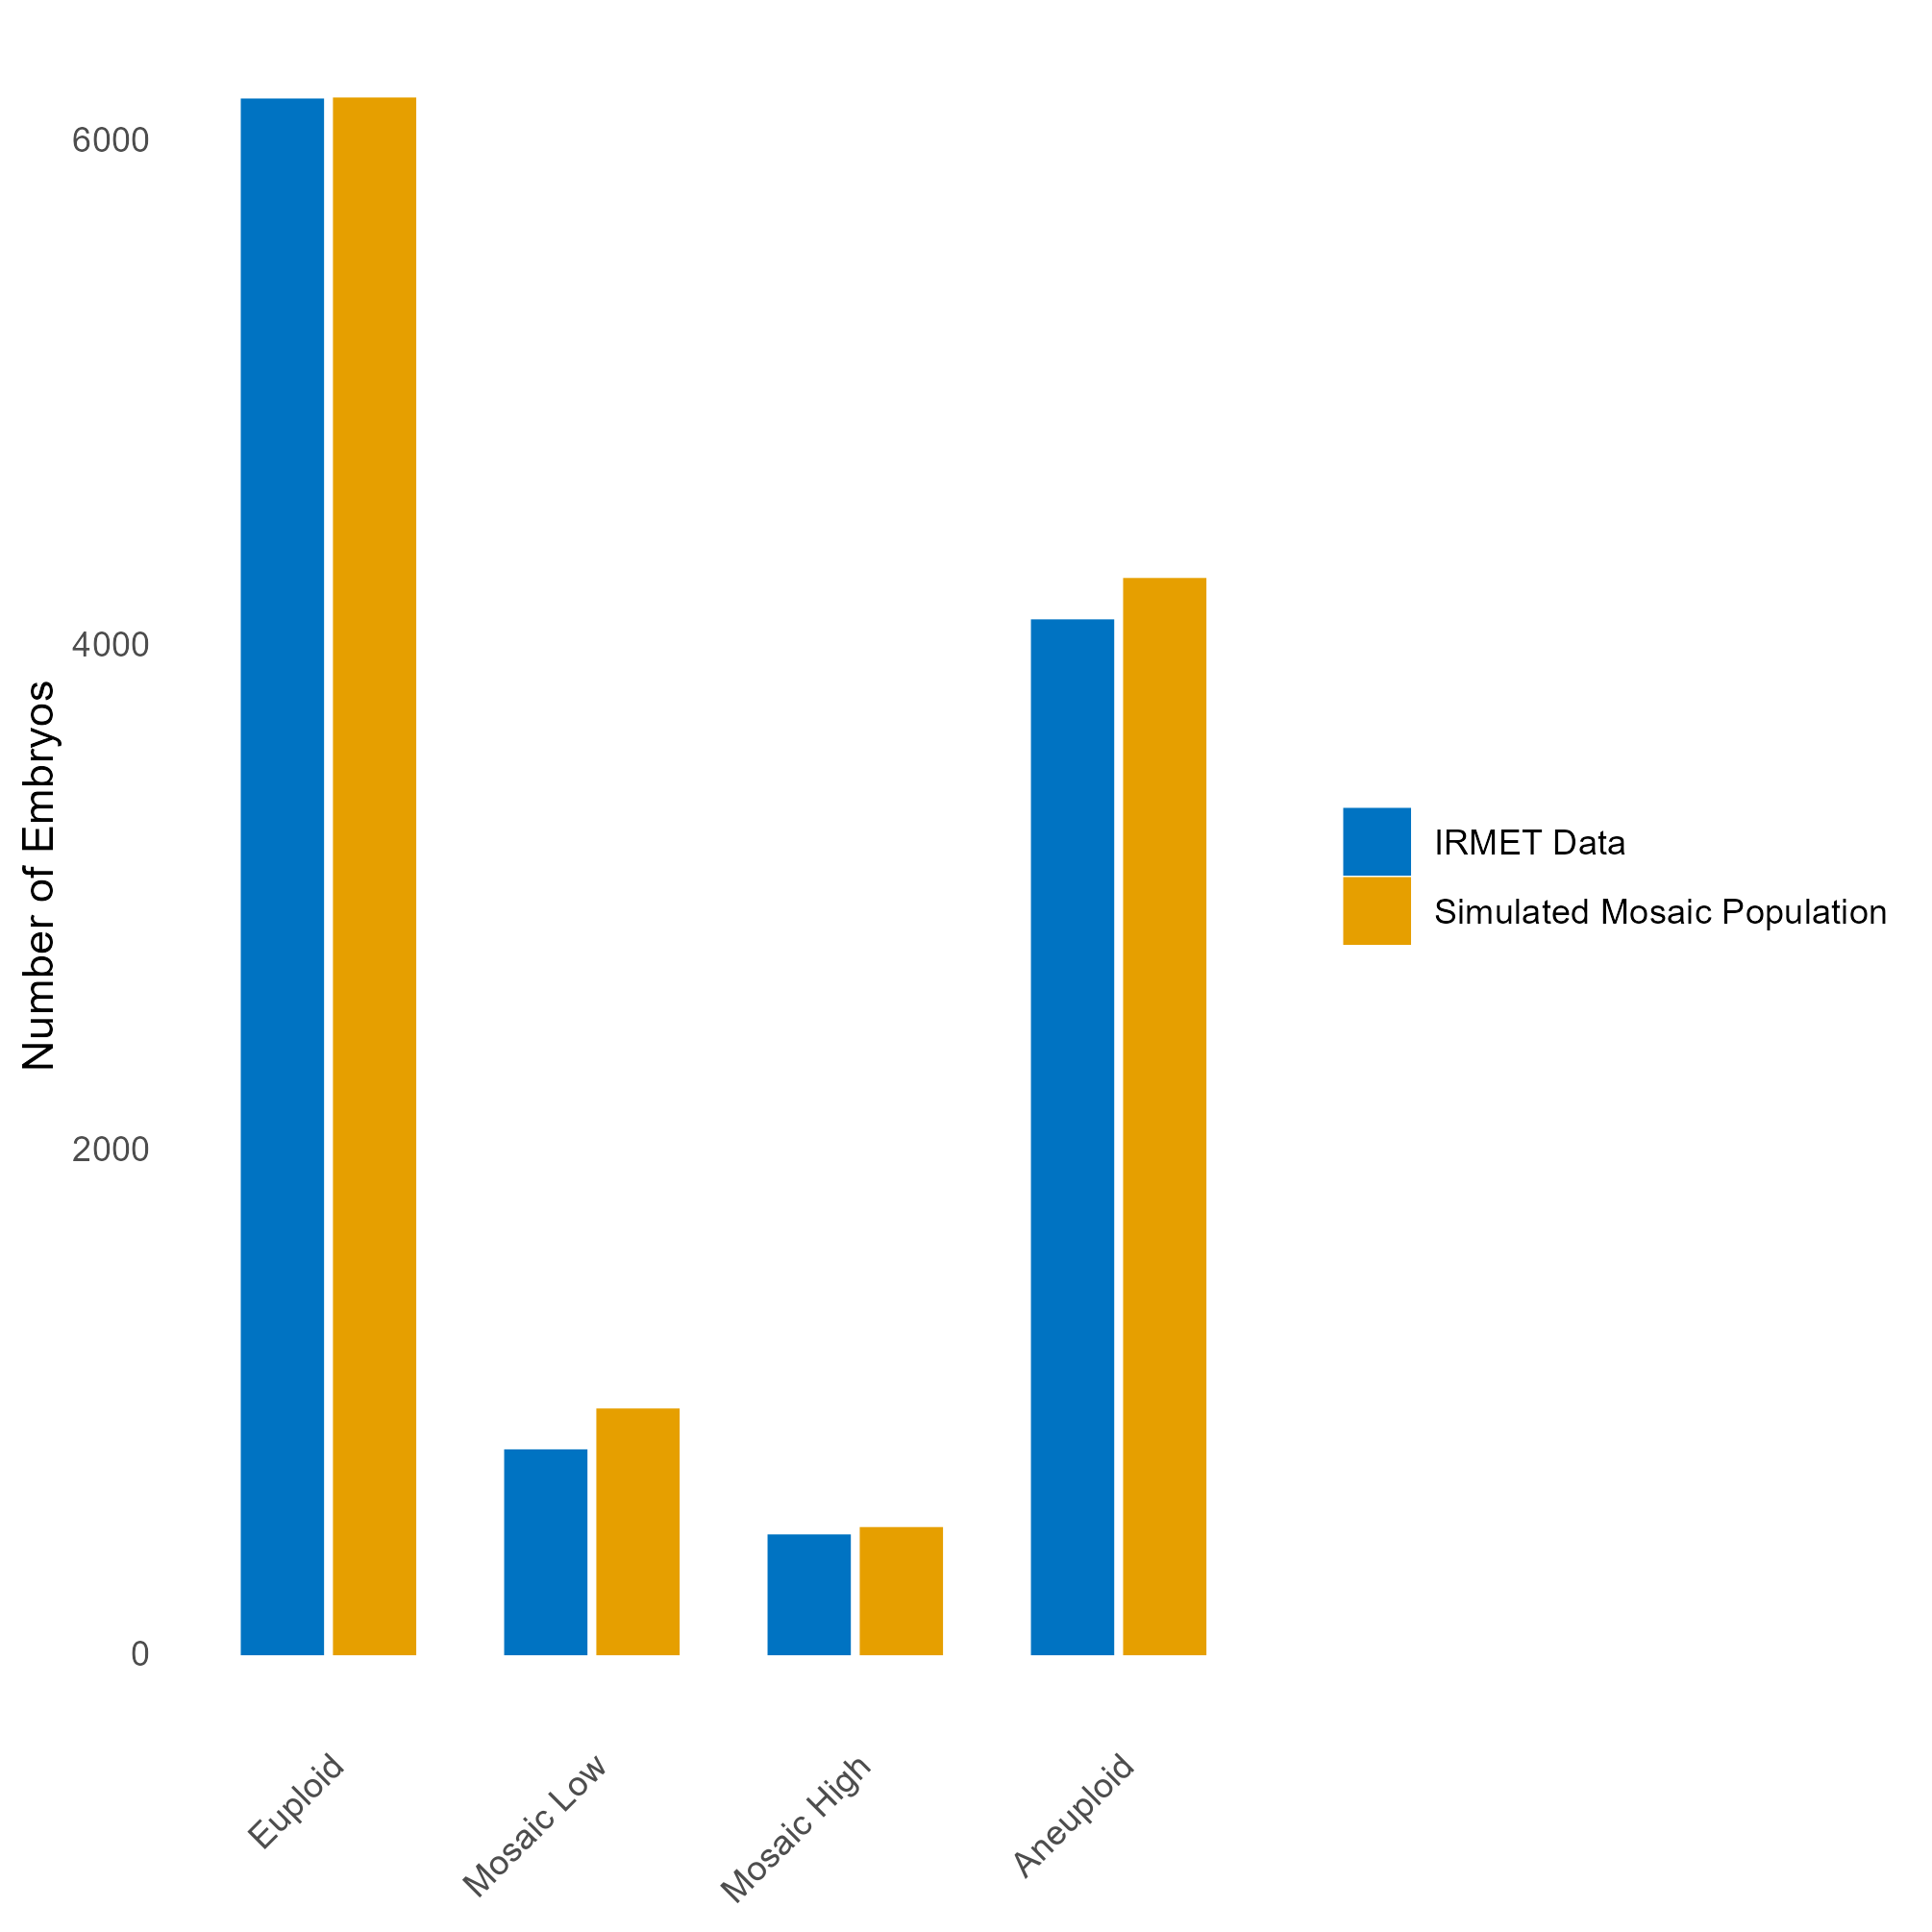 Number of Embryos
6000
4000
2000
0
Euploid
Mosaic Low
Mosaic High
Aneuploid
IRMET Data
Simulated Mosaic Population